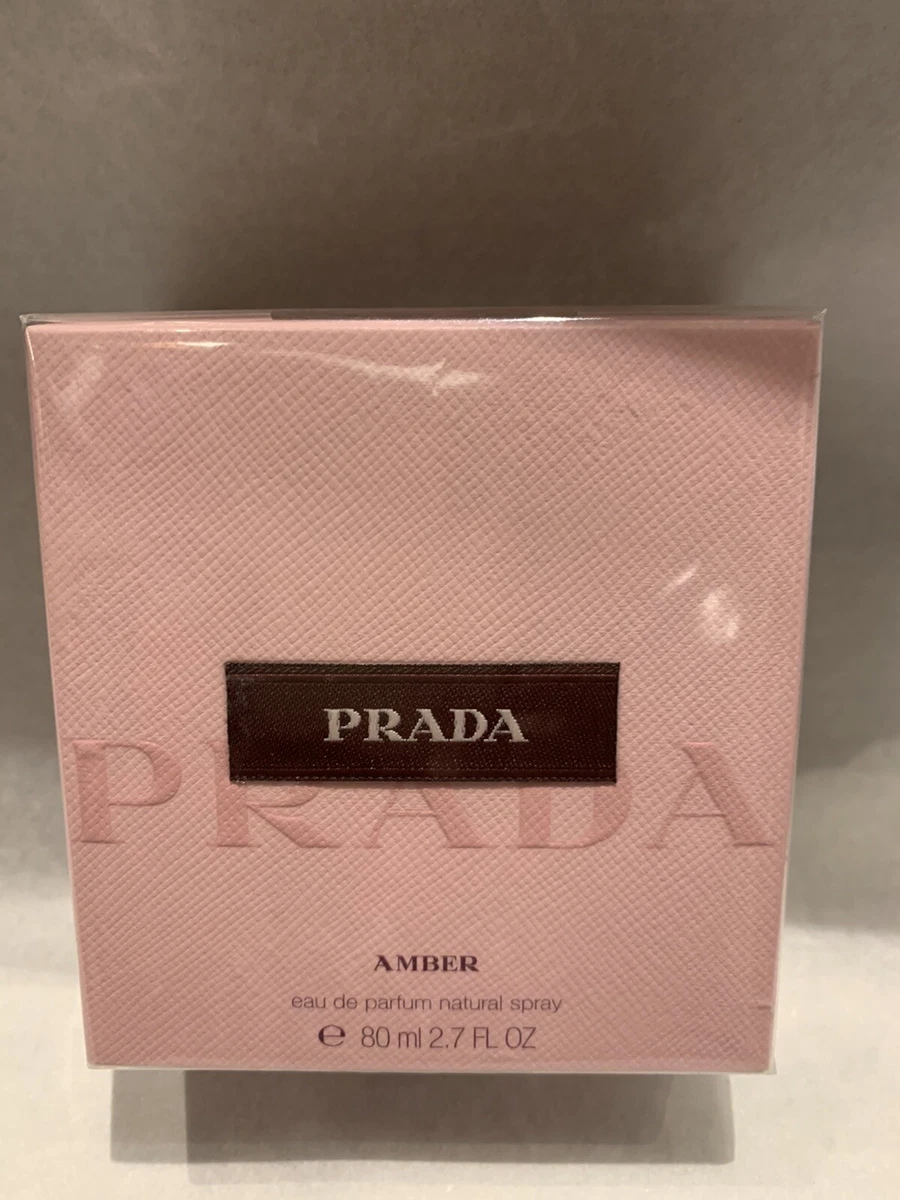 PRADA
PRADA
AMBER
eau de parfum natural spray
℮ 80 ml 2.7 FL OZ